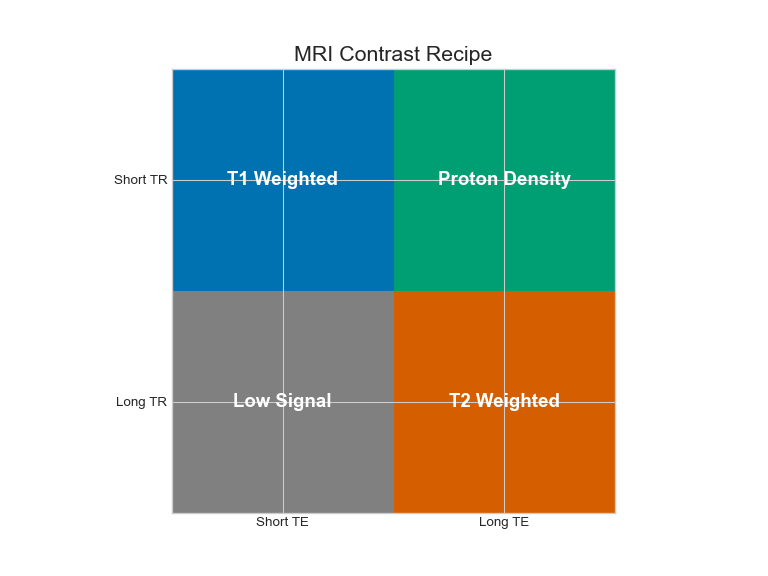 MRI Contrast Recipe
Short TR
T1 Weighted
Proton Density
Long TR
Low Signal
T2 Weighted
Short TE
Long TE